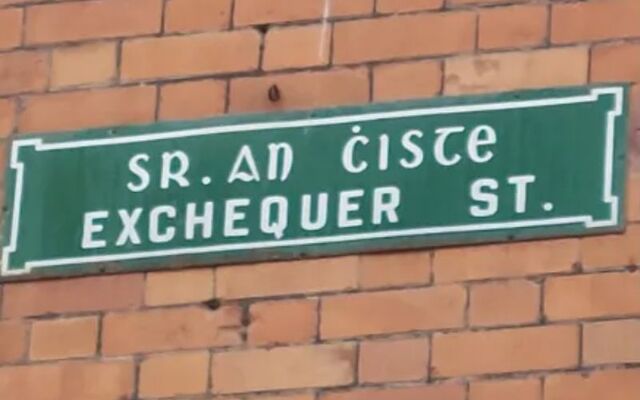 SR. AN ĊISTE
EXCHEQUER ST.